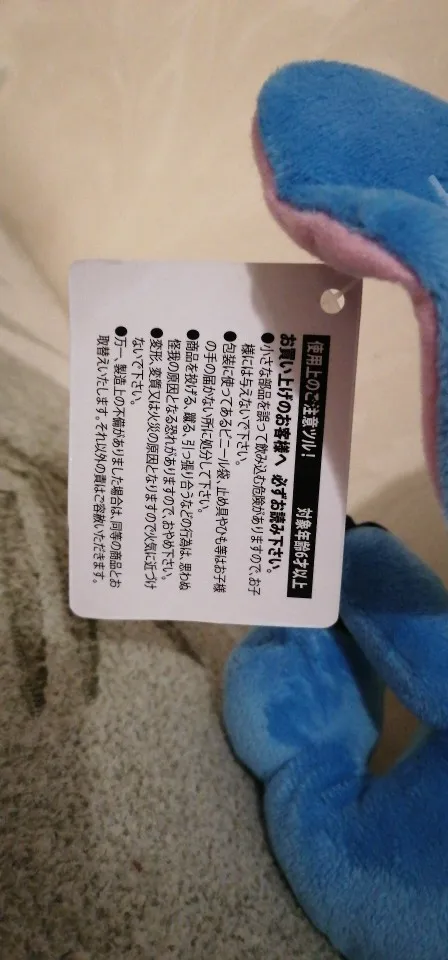 使用上のご注意ツル！ 対象年齢6才以上
お買い上げのお客様へ 必ずお読み下さい。
●小さな部品を誤って飲み込む危険がありますので、お子
様には与えないで下さい。
●包装に使ってあるビニール袋、止め具やひも等はお子様
の手の届かない所に処分して下さい。
●商品を投げる、蹴る、引っ張り合うなどの行為は、思わぬ
怪我の原因となる恐れがありますので、おやめ下さい。
●変形、変質又は火災の原因となりますので火気に近づけ
ないで下さい。
●万一、製造上の不備がありました場合は、同等の商品とお
取替えいたします。それ以外の責はご容赦いただきます。